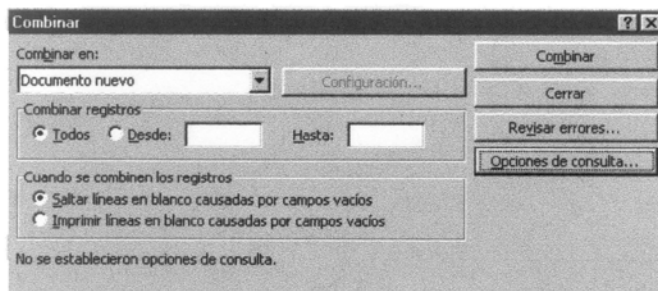 Combinar
Combinar en:
Documento nuevo
Configuración...
Combinar registros
Todos Desde: Hasta:
Cuando se combinen los registros
Saltar líneas en blanco causadas por campos vacíos
Imprimir líneas en blanco causadas por campos vacíos
No se establecieron opciones de consulta.
Combinar
Cerrar
Revisar errores...
Opciones de consulta...